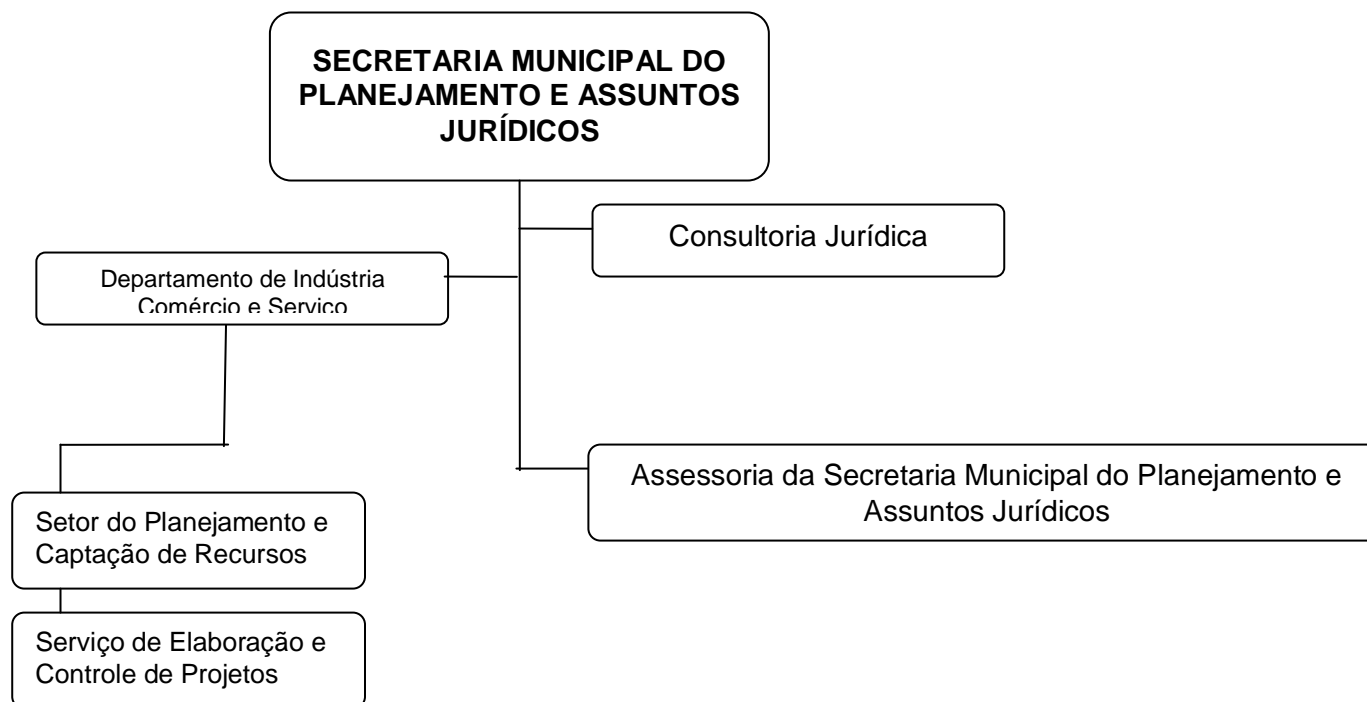 SECRETARIA MUNICIPAL DO
PLANEJAMENTO E ASSUNTOS
JURÍDICOS
Consultoria Jurídica
Departamento de Indústria
Comércio e Serviço
Assessoria da Secretaria Municipal do Planejamento e
Assuntos Jurídicos
Setor do Planejamento e
Captação de Recursos
Serviço de Elaboração e
Controle de Projetos